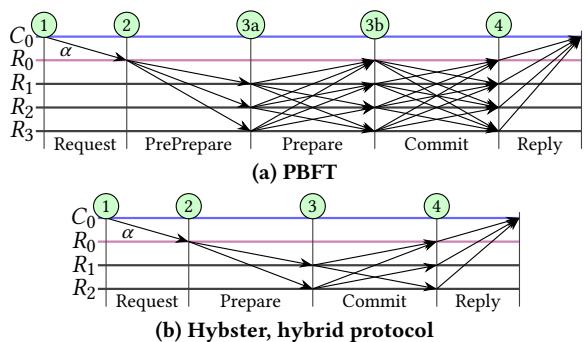 1 2 3a 3b 4
C0
α
R0
R1
R2
R3
Request PrePrepare Prepare Commit Reply
(a) PBFT
1 2 3 4
C0
α
R0
R1
R2
Request Prepare Commit Reply
(b) Hybster, hybrid protocol